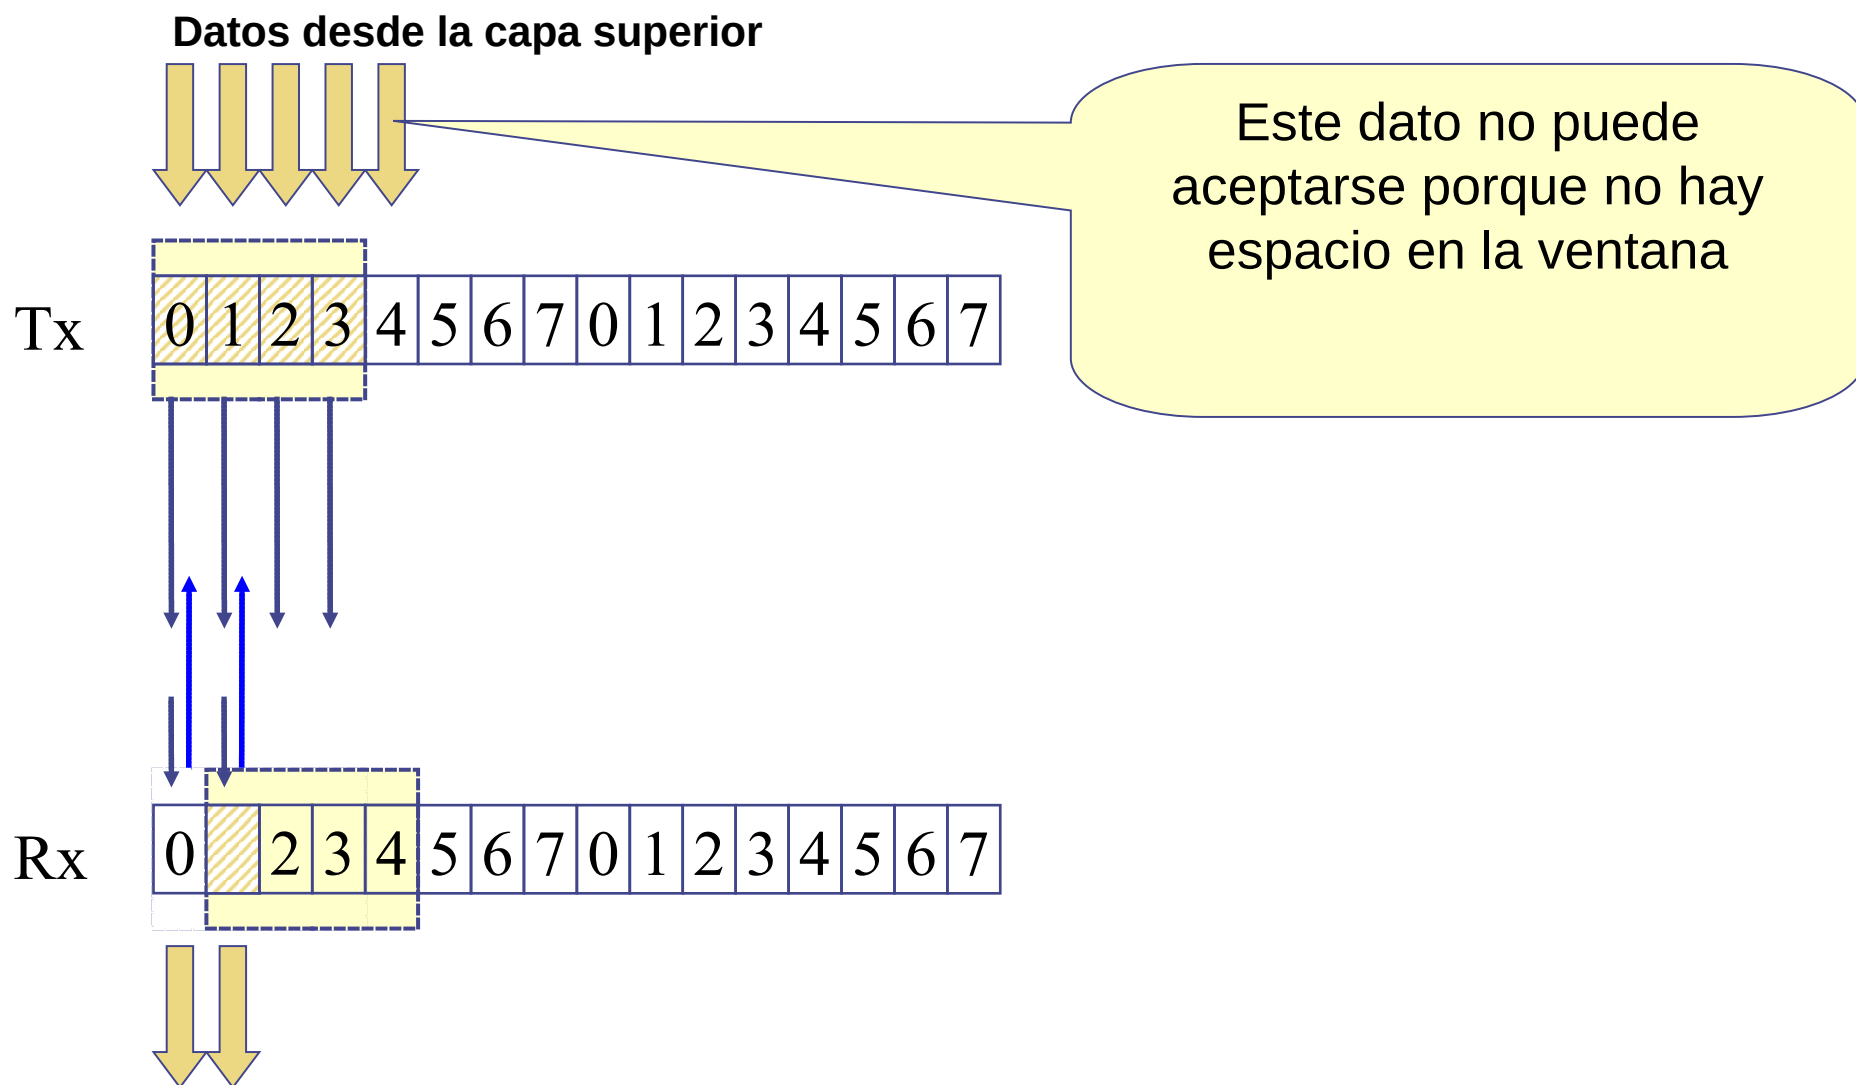 Datos desde la capa superior
Este dato no puede
aceptarse porque no hay
espacio en la ventana
Tx 0 1 2 3 4 5 6 7 0 1 2 3 4 5 6 7
Rx 0 2 3 4 5 6 7 0 1 2 3 4 5 6 7